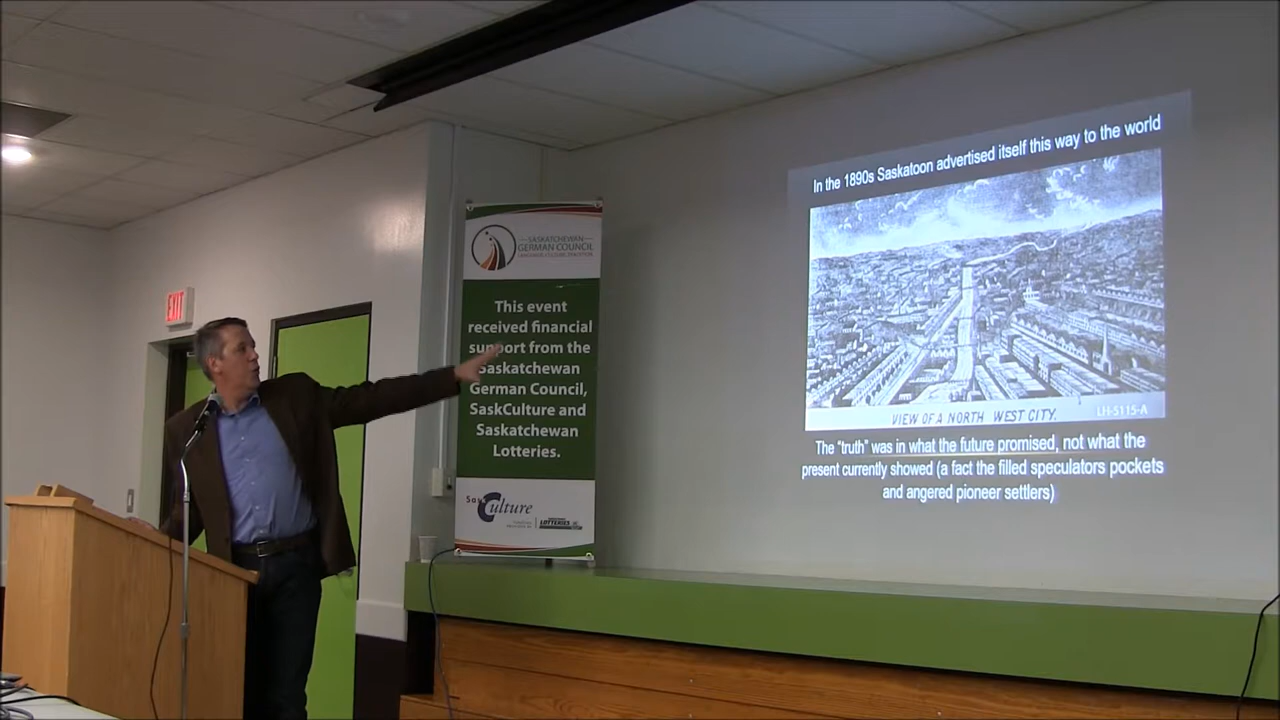 EXIT
SASKATCHEWAN
GERMAN COUNCIL
LANGUAGE. CULTURE. TRADITION.
This event
received financial
support from the
Saskatchewan
German Council,
SaskCulture and
Saskatchewan
Lotteries.
SaskCulture
LOTTERIES
In the 1890s Saskatoon advertised itself this way to the world
VIEW OF A NORTH WEST CITY.
LH-5115-A
The "truth" was in what the future promised, not what the
present currently showed (a fact the filled speculators pockets
and angered pioneer settlers)